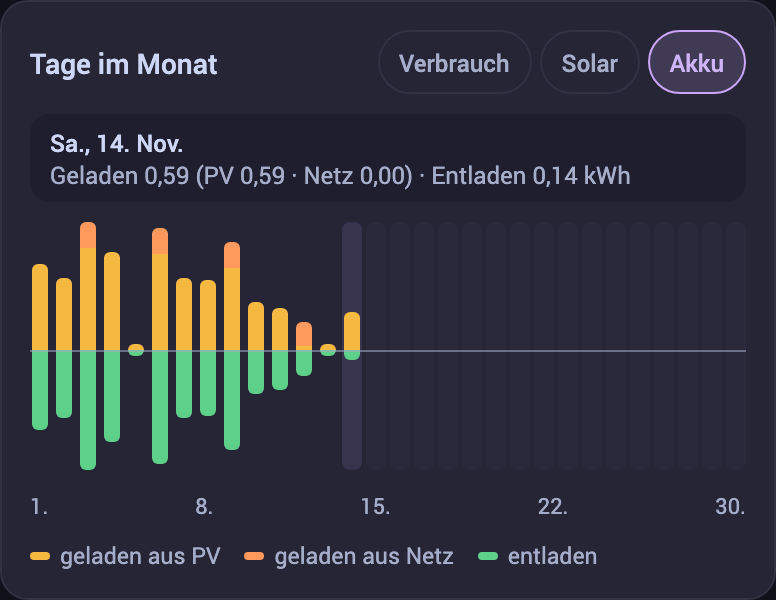 Tage im Monat
Verbrauch
Solar
Akku
Sa., 14. Nov.
Geladen 0,59 (PV 0,59 · Netz 0,00) · Entladen 0,14 kWh
1. 8. 15. 22. 30.
geladen aus PV geladen aus Netz entladen